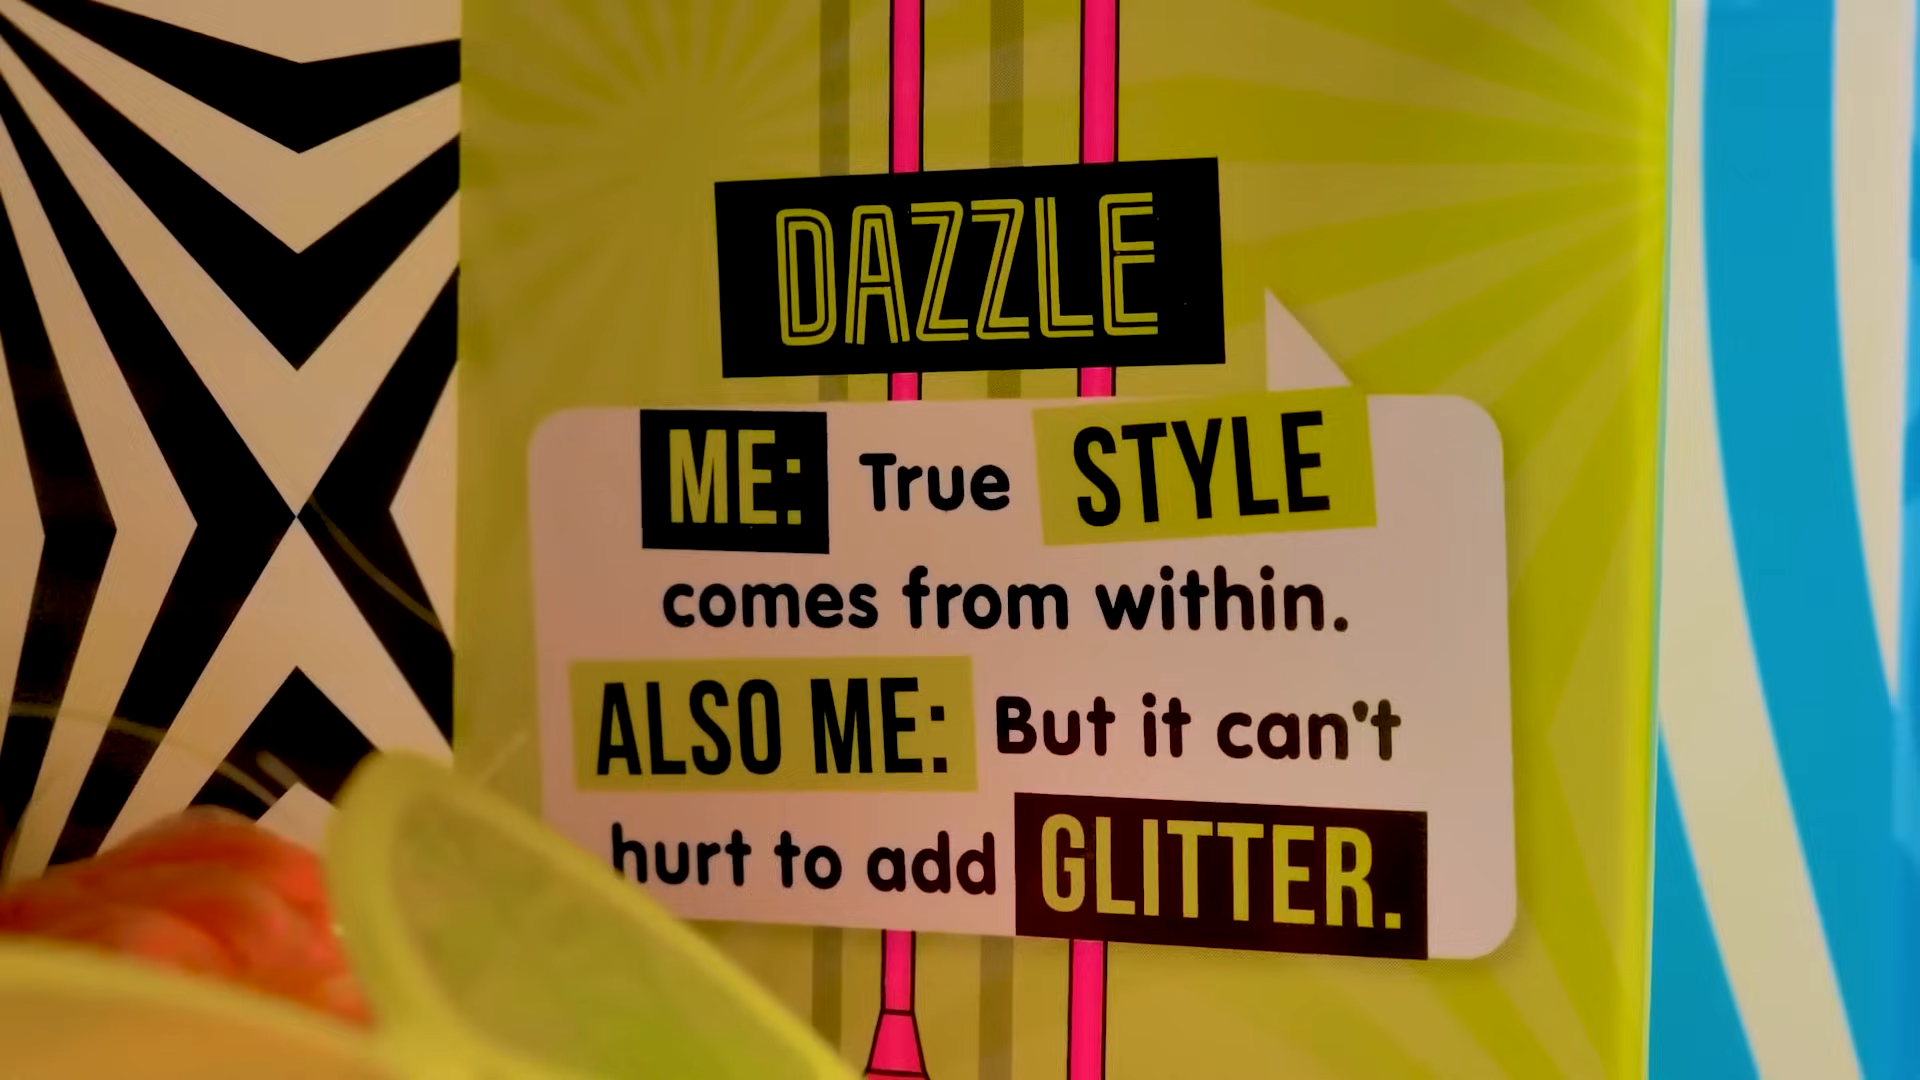 DAZZLE
ME: True STYLE
comes from within.
ALSO ME: But it can't
hurt to add GLITTER.